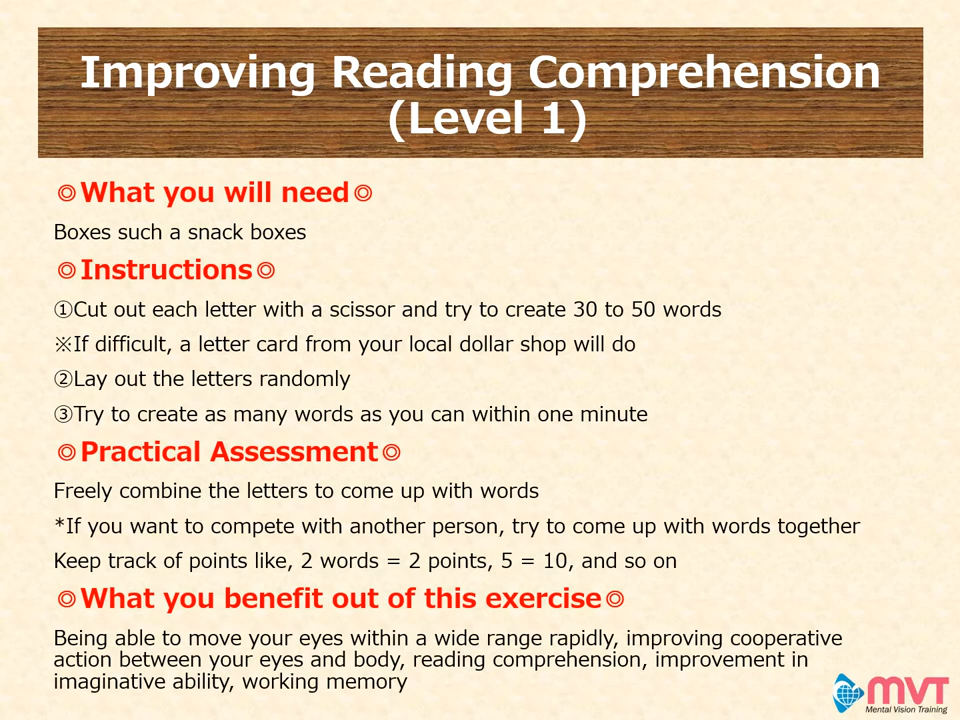 Improving Reading Comprehension
(Level 1)
◎What you will need◎
Boxes such a snack boxes
◎Instructions◎
①Cut out each letter with a scissor and try to create 30 to 50 words
※If difficult, a letter card from your local dollar shop will do
②Lay out the letters randomly
③Try to create as many words as you can within one minute
◎Practical Assessment◎
Freely combine the letters to come up with words
*If you want to compete with another person, try to come up with words together
Keep track of points like, 2 words = 2 points, 5 = 10, and so on
◎What you benefit out of this exercise◎
Being able to move your eyes within a wide range rapidly, improving cooperative
action between your eyes and body, reading comprehension, improvement in
imaginative ability, working memory
MVT
Mental Vision Training